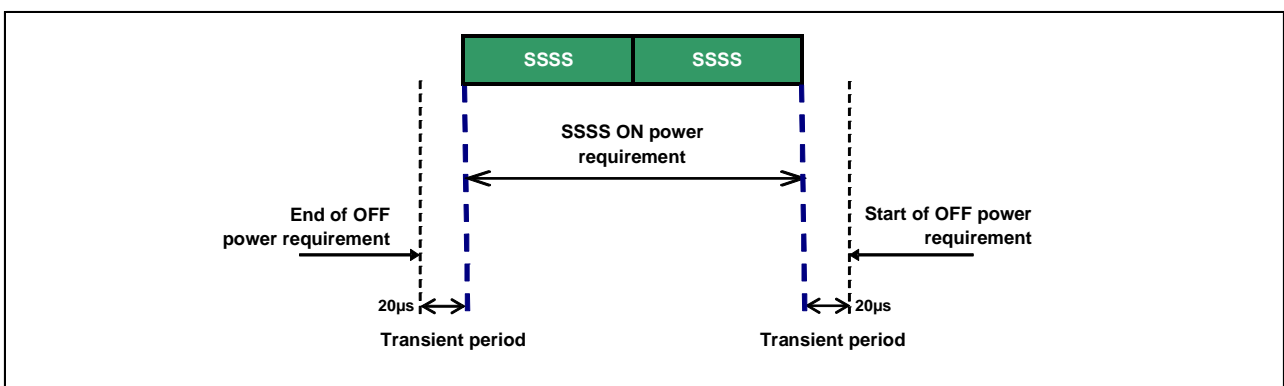 SSSS SSSS
SSSS ON power
requirement
End of OFF
power requirement
Start of OFF power
requirement
20µs
20µs
Transient period
Transient period